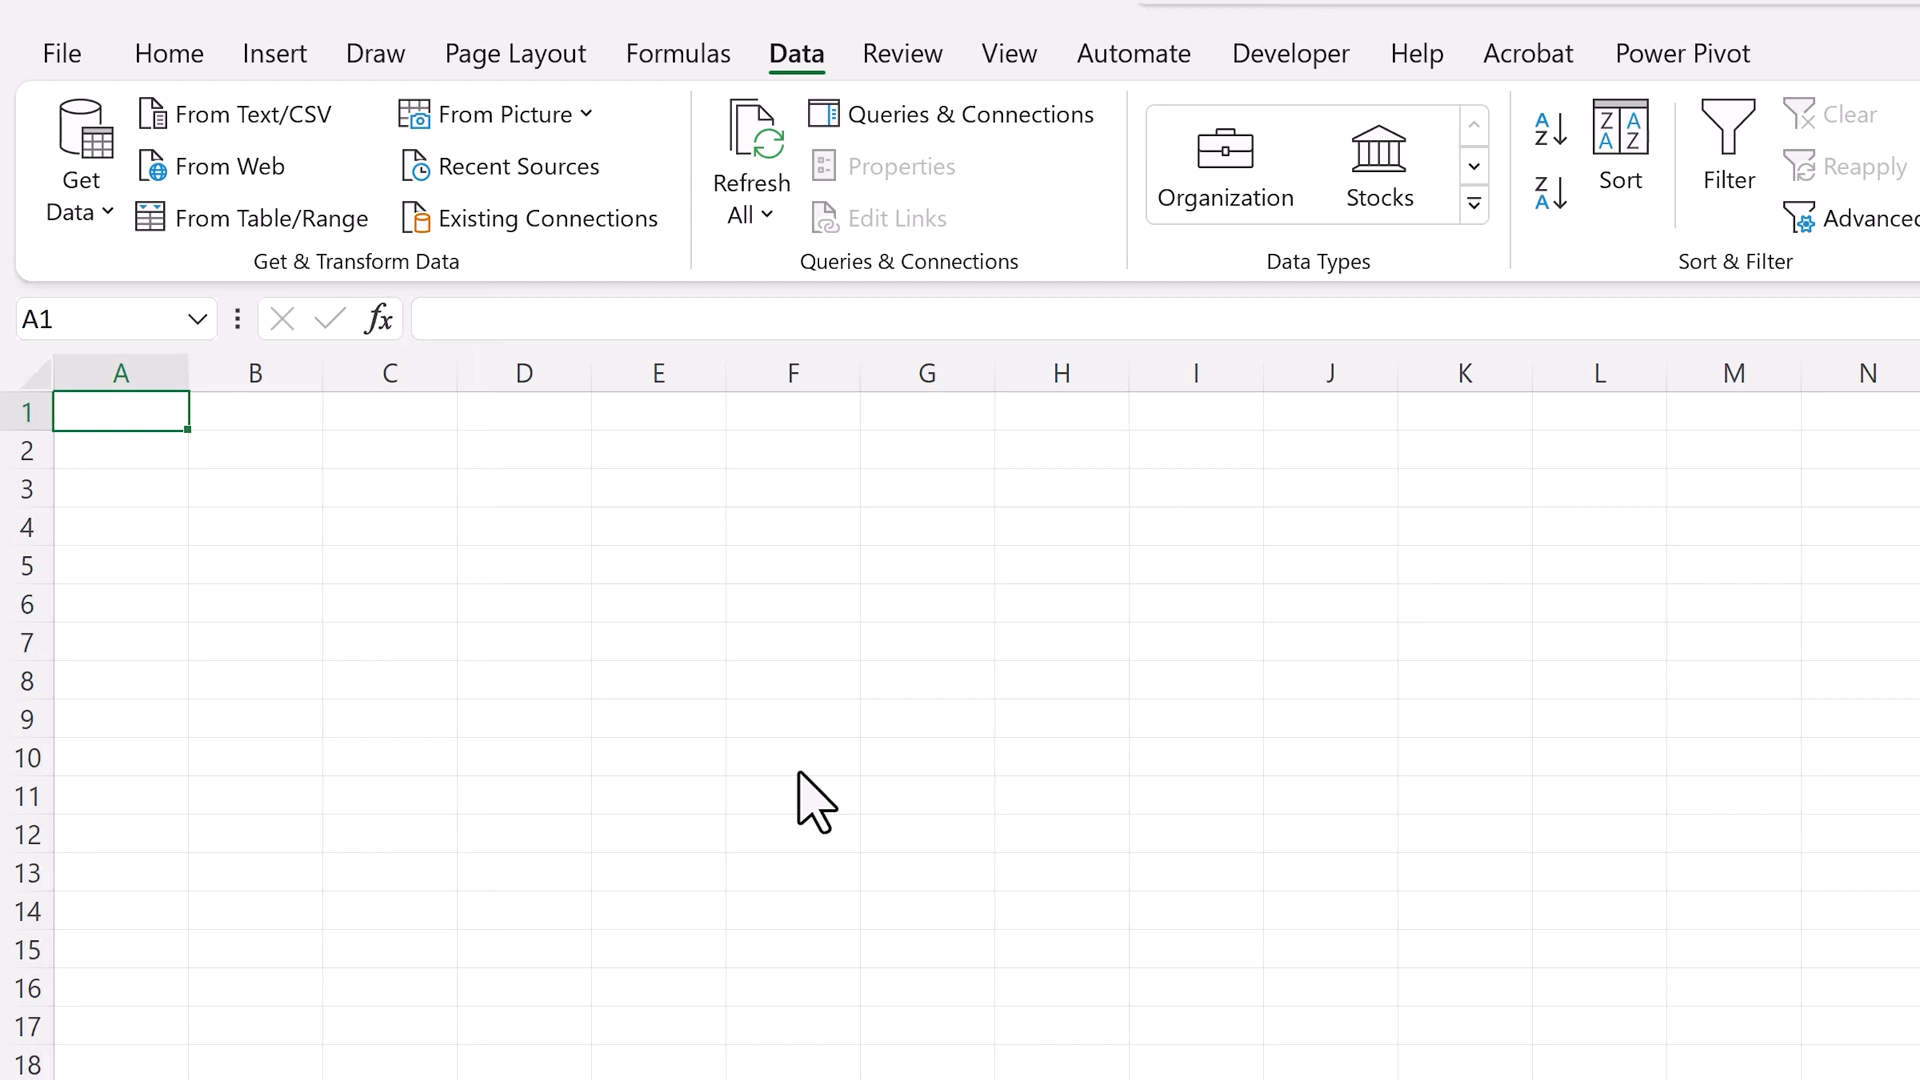 File Home Insert Draw Page Layout Formulas Data Review View Automate Developer Help Acrobat Power Pivot
Get Data
From Text/CSV
From Web
From Table/Range
From Picture
Recent Sources
Existing Connections
Get & Transform Data
Refresh All
Queries & Connections
Properties
Edit Links
Queries & Connections
Organization
Stocks
Data Types
A Z
Z A
Z A A Z
Sort
Filter
Clear
Reapply
Advanced
Sort & Filter
A1
fx
A B C D E F G H I J K L M N
1
2
3
4
5
6
7
8
9
10
11
12
13
14
15
16
17
18